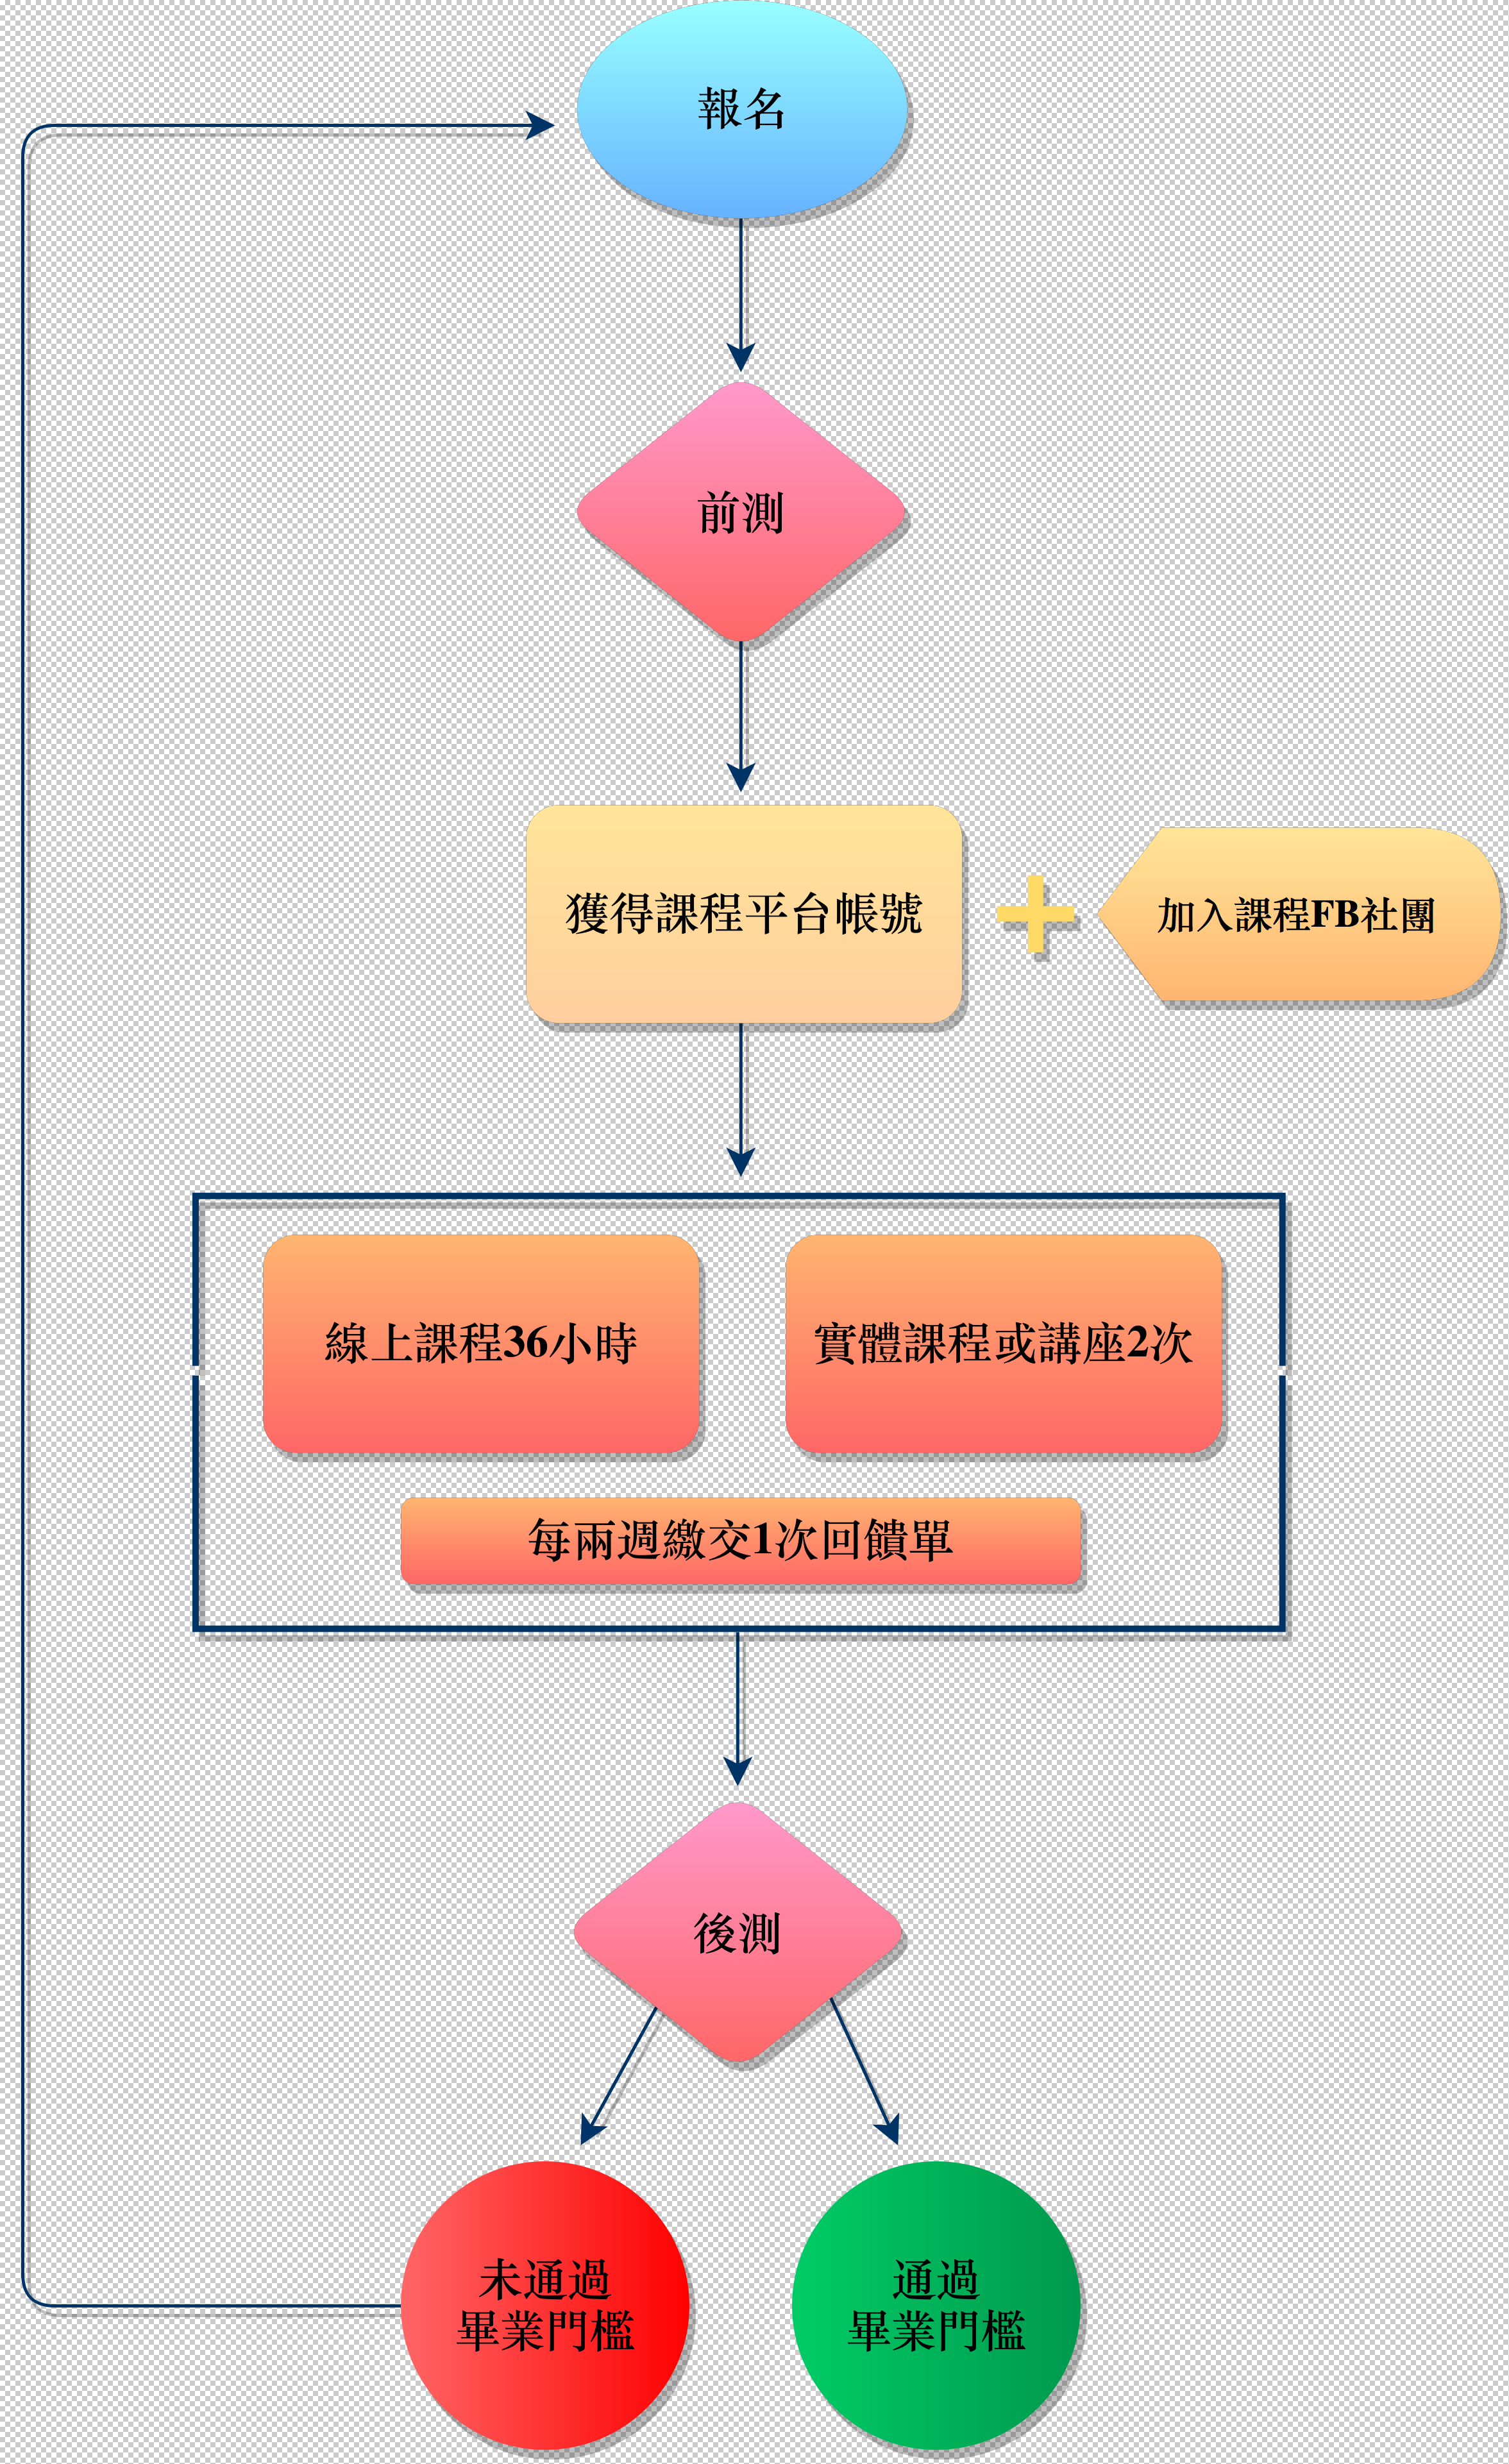 報名
前測
獲得課程平台帳號
加入課程FB社團
線上課程36小時
實體課程或講座2次
每兩週繳交1次回饋單
後測
未通過
畢業門檻
通過
畢業門檻